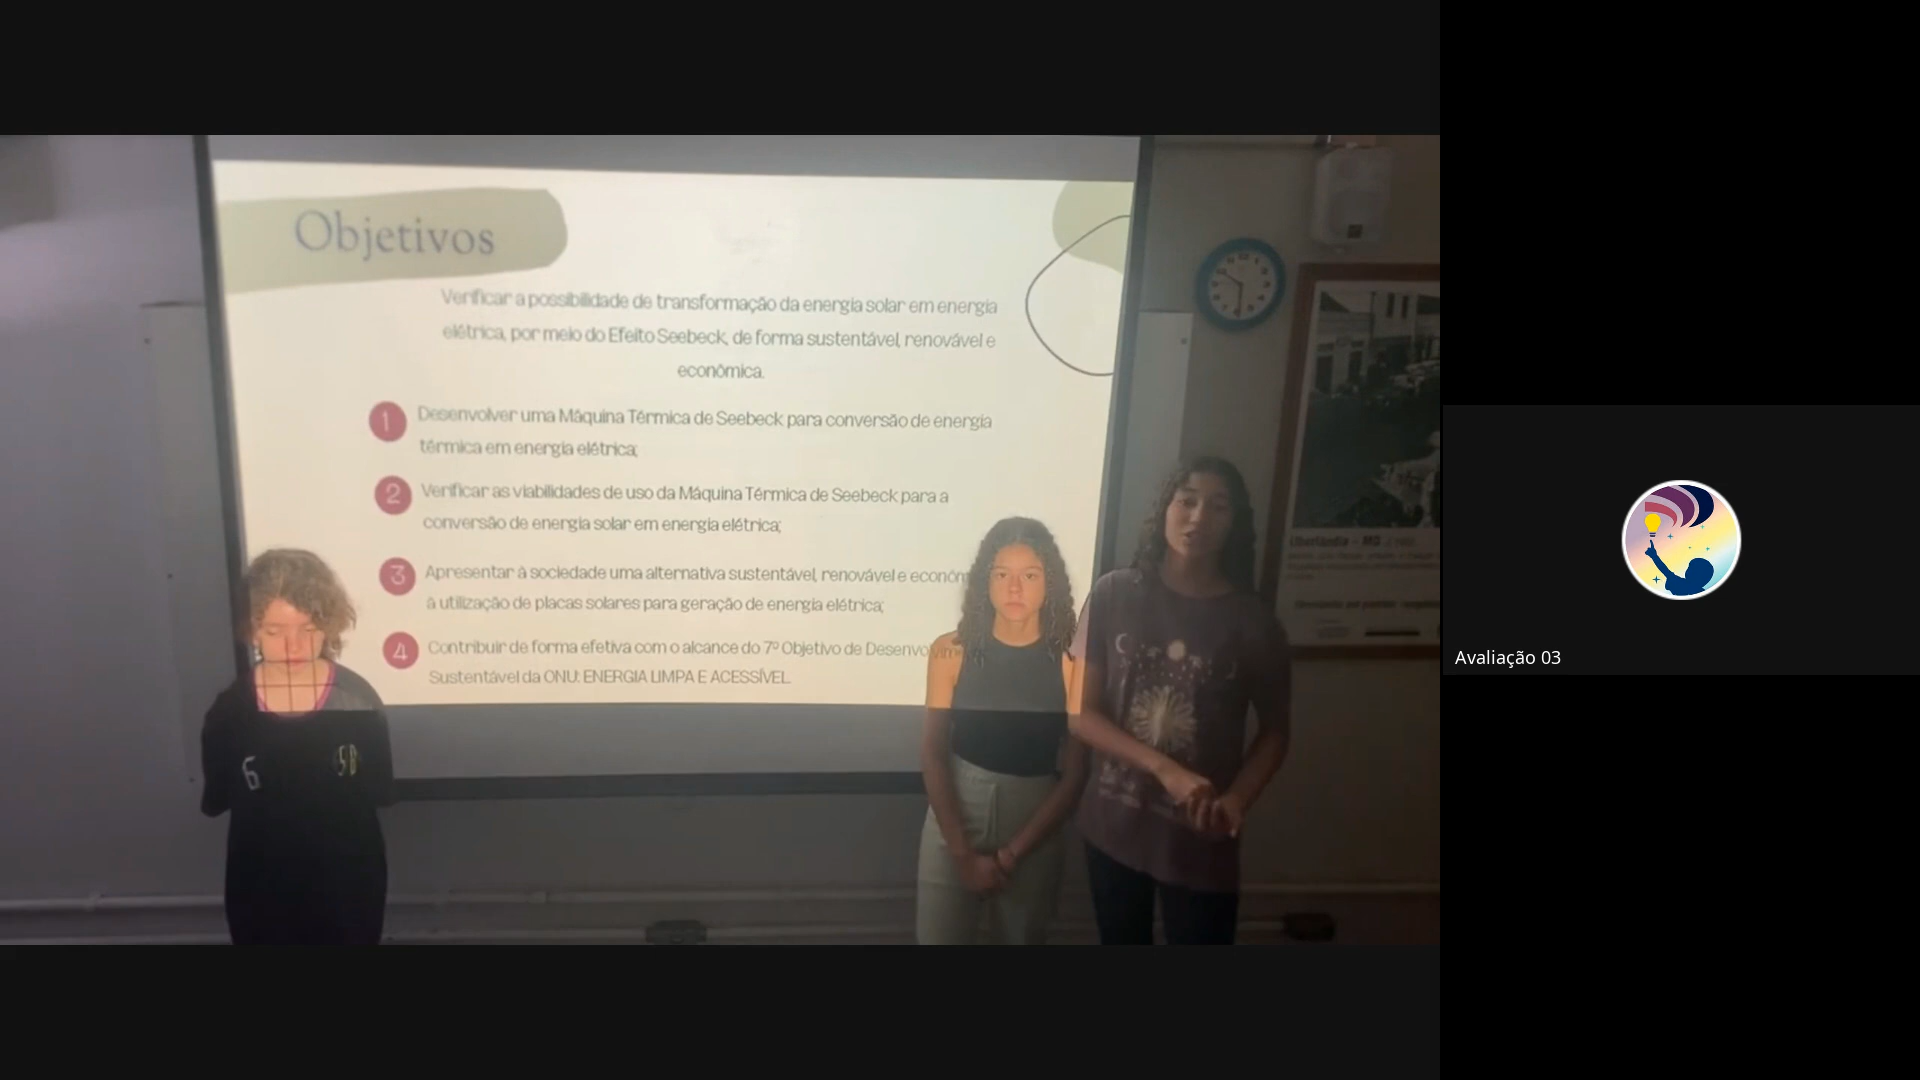 Objetivos
Verificar a possibilidade de transformação da energia solar em energia
elétrica, por meio do Efeito Seebeck, de forma sustentável, renovável e
econômica.
1 Desenvolver uma Máquina Térmica de Seebeck para conversão de energia
térmica em energia elétrica;
2 Verificar as viabilidades de uso da Máquina Térmica de Seebeck para a
conversão de energia solar em energia elétrica;
3 Apresentar à sociedade uma alternativa sustentável, renovável e
à utilização de placas solares para geração de energia elétrica;
4 Contribuir de forma efetiva com o alcance do 7º Objetivo de
Sustentável da ONU: ENERGIA LIMPA E ACESSÍVEL.
6
5B
Uberlândia - MG
Avaliação 03